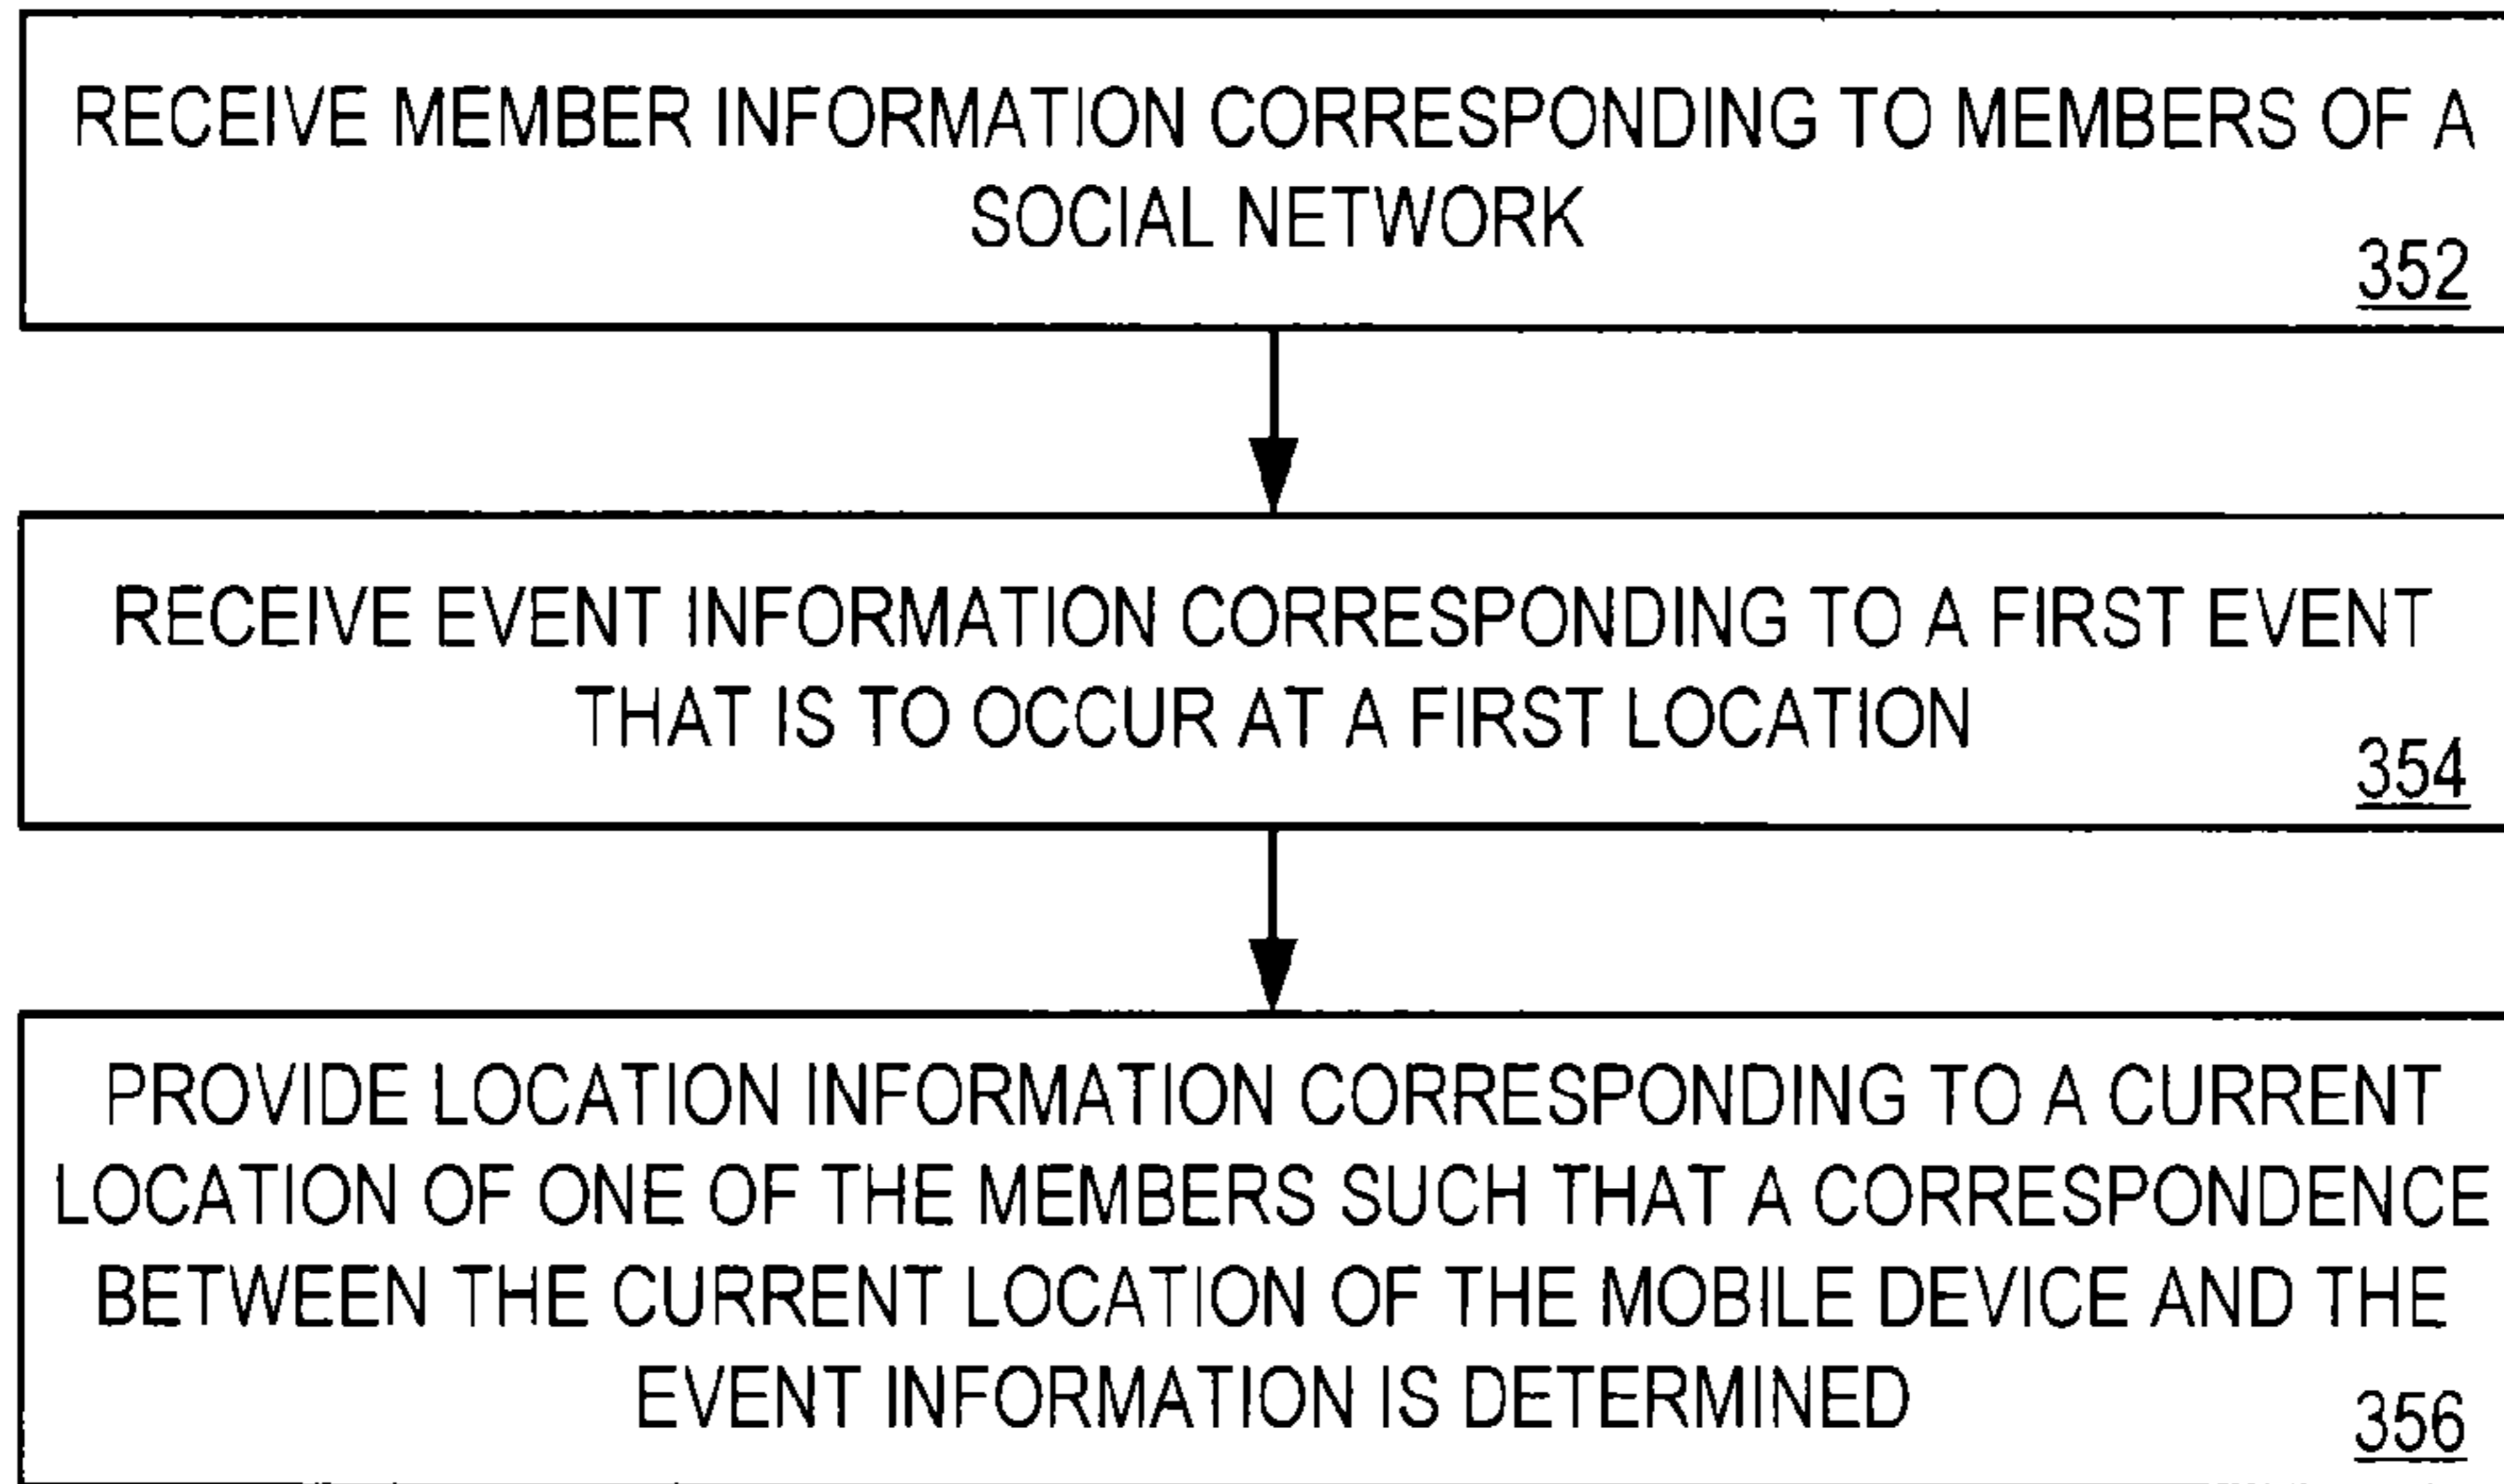 RECEIVE MEMBER INFORMATION CORRESPONDING TO MEMBERS OF A
SOCIAL NETWORK
352
RECEIVE EVENT INFORMATION CORRESPONDING TO A FIRST EVENT
THAT IS TO OCCUR AT A FIRST LOCATION
354
PROVIDE LOCATION INFORMATION CORRESPONDING TO A CURRENT
LOCATION OF ONE OF THE MEMBERS SUCH THAT A CORRESPONDENCE
BETWEEN THE CURRENT LOCATION OF THE MOBILE DEVICE AND THE
EVENT INFORMATION IS DETERMINED
356